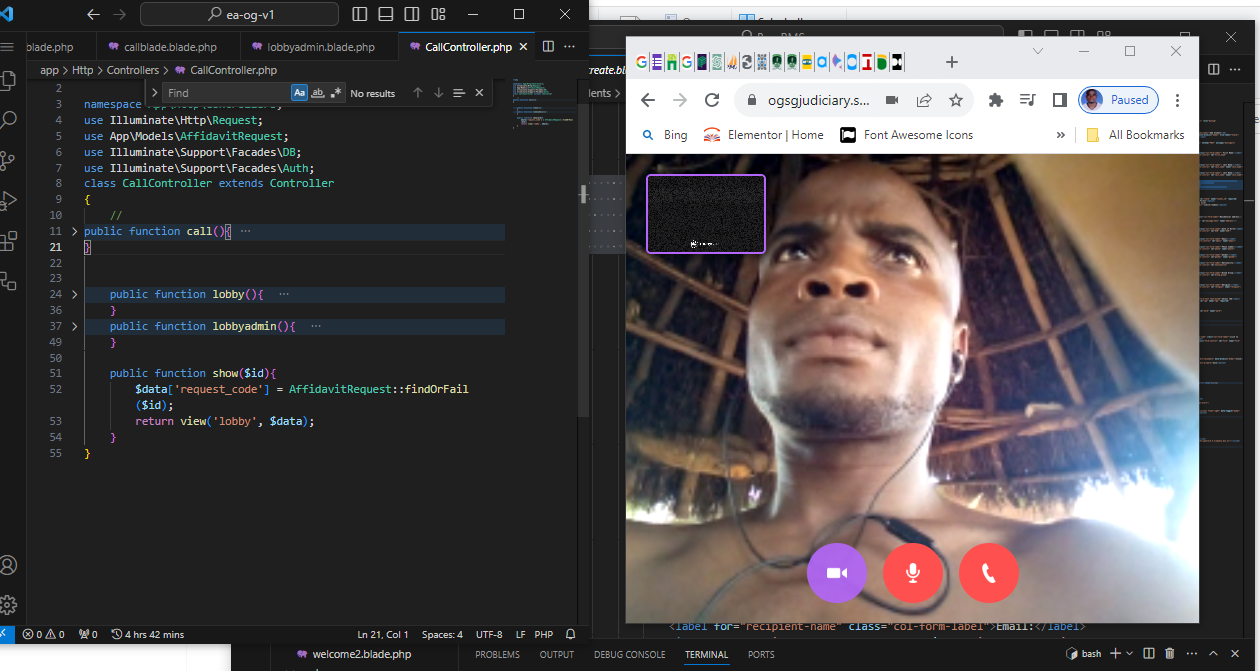 ea-og-v1
blade.php
callblade.blade.php
lobbyadmin.blade.php
CallController.php
app > Http > Controllers > CallController.php
Find
Aa
ab
No results
2
3
namespace
4 use Illuminate\Http\Request;
5 use App\Models\AffidavitRequest;
6 use Illuminate\Support\Facades\DB;
7 use Illuminate\Support\Facades\Auth;
8 class CallController extends Controller
9 {
10 //
11 public function call(){ ...
21 }
22
23
24 public function lobby(){ ...
36 }
37 public function lobbyadmin(){ ...
49 }
50
51 public function show($id){
52 $data['request_code'] = AffidavitRequest::findOrFail
($id);
53 return view('lobby', $data);
54 }
55 }
0 0 0 4 hrs 42 mins
Ln 21, Col 1
Spaces: 4
UTF-8
LF
PHP
create.bl
ents >
ogsgjudiciary.s...
Paused
Bing
Elementor | Home
Font Awesome Icons
»
All Bookmarks
<label for="recipient-name" class="col-form-label">Email:</label>
welcome2.blade.php
PROBLEMS
OUTPUT
DEBUG CONSOLE
TERMINAL
PORTS
bash